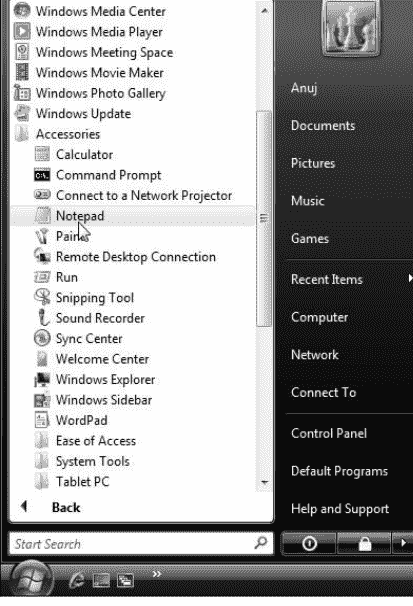 Windows Media Center
Windows Media Player
Windows Meeting Space
Windows Movie Maker
Windows Photo Gallery
Windows Update
Accessories
Calculator
Command Prompt
Connect to a Network Projector
Notepad
Paint
Remote Desktop Connection
Run
Snipping Tool
Sound Recorder
Sync Center
Welcome Center
Windows Explorer
Windows Sidebar
WordPad
Ease of Access
System Tools
Tablet PC
Back
Start Search
Anuj
Documents
Pictures
Music
Games
Recent Items
Computer
Network
Connect To
Control Panel
Default Programs
Help and Support